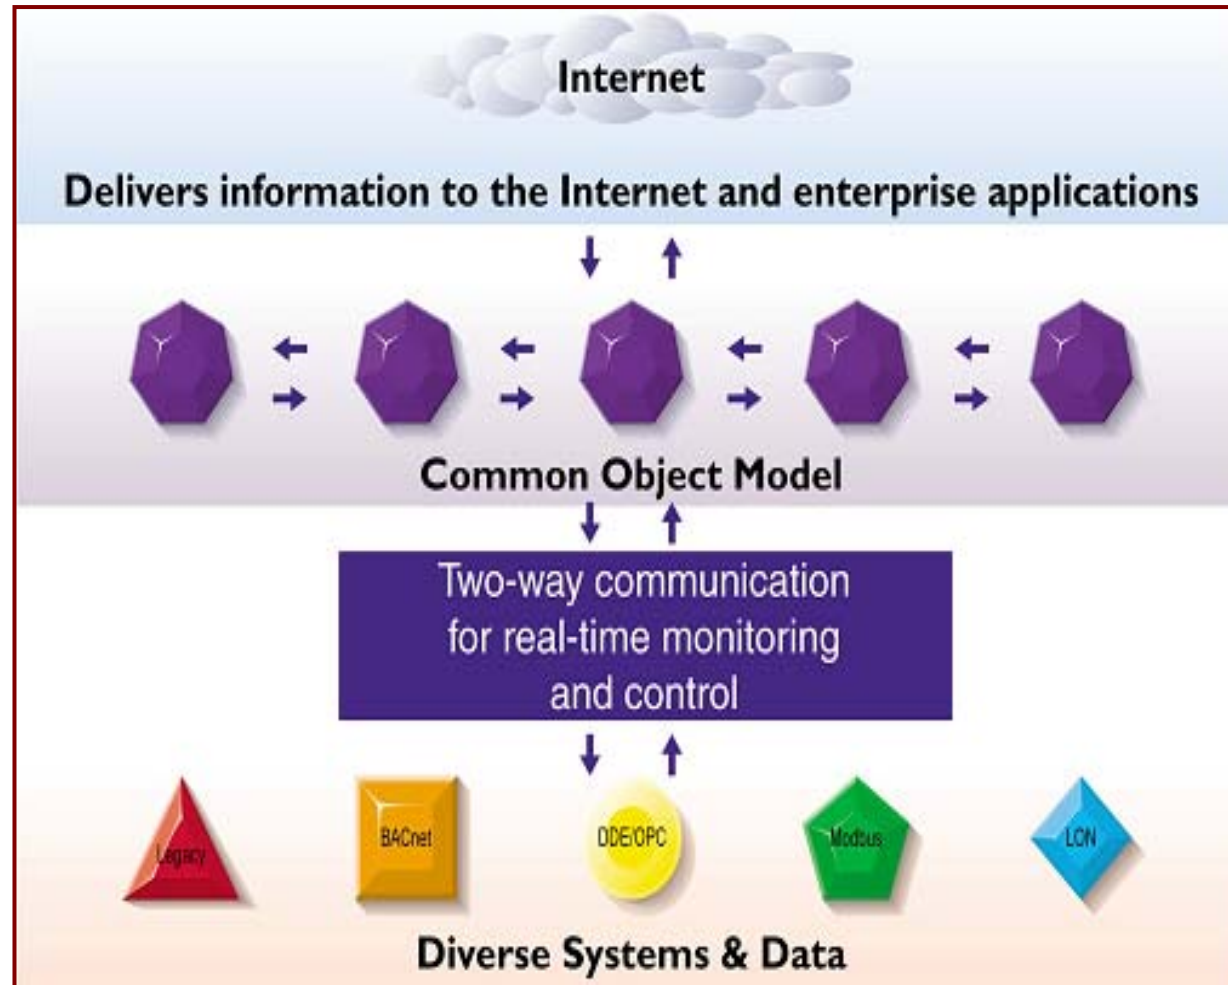 Internet
Delivers information to the Internet and enterprise applications
Common Object Model
Two-way communication
for real-time monitoring
and control
Legacy
BACnet
DDE/OPC
Modbus
LON
Diverse Systems & Data